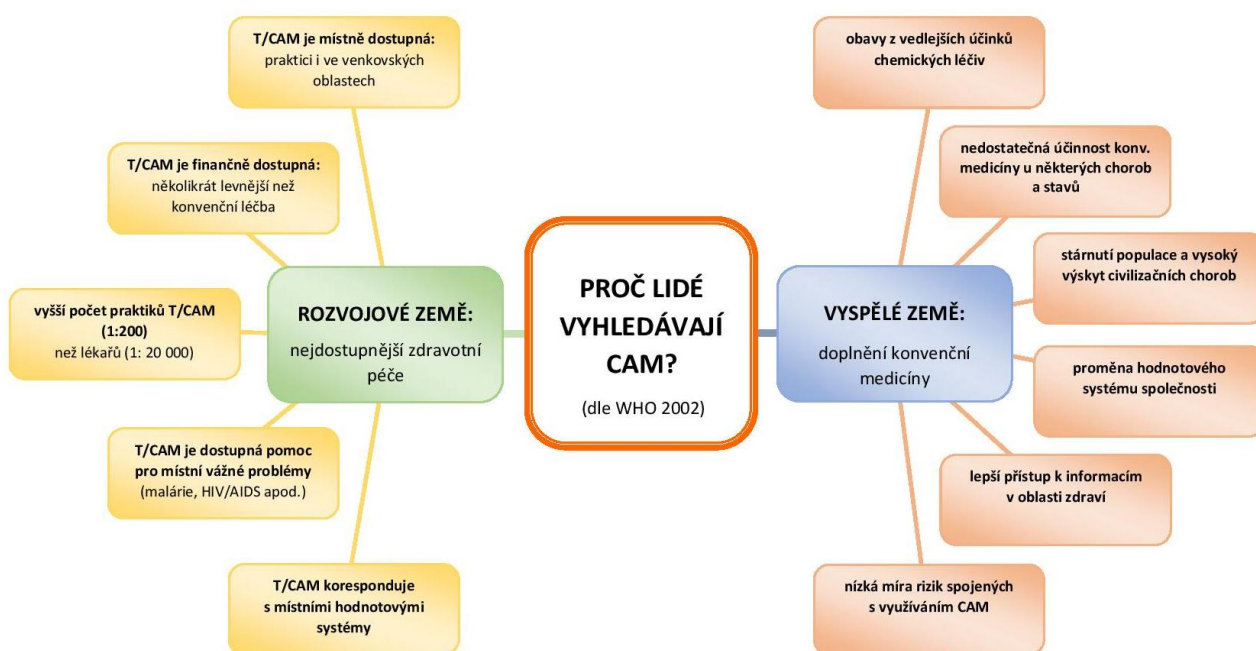 PROČ LIDÉ
VYHLEDÁVAJÍ
CAM?
(dle WHO 2002)
ROZVOJOVÉ ZEMĚ:
nejdostupnější zdravotní
péče
T/CAM je místně dostupná:
praktici i ve venkovských
oblastech
T/CAM je finančně dostupná:
několikrát levnější než
konvenční léčba
vyšší počet praktiků T/CAM
(1:200)
než lékařů (1: 20 000)
T/CAM je dostupná pomoc
pro místní vážné problémy
(malárie, HIV/AIDS apod.)
T/CAM koresponduje
s místními hodnotovými
systémy
VYSPĚLÉ ZEMĚ:
doplnění konvenční
medicíny
obavy z vedlejších účinků
chemických léčiv
nedostatečná účinnost konv.
medicíny u některých chorob
a stavů
stárnutí populace a vysoký
výskyt civilizačních chorob
proměna hodnotového
systému společnosti
lepší přístup k informacím
v oblasti zdraví
nízká míra rizik spojených
s využíváním CAM